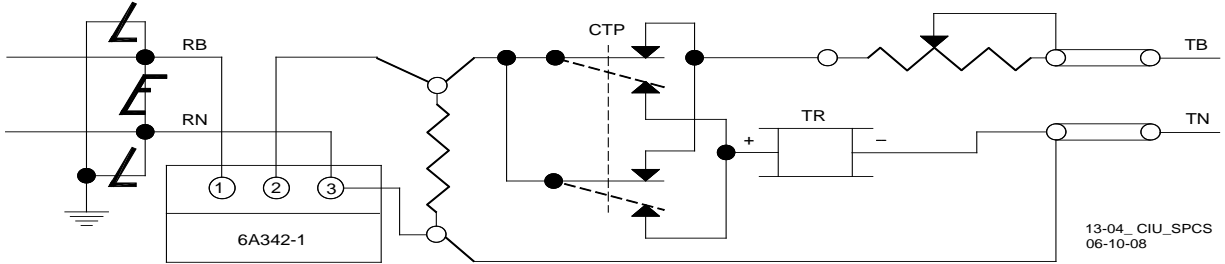 CTP
RB
TB
TR
RN
TN
+
–
1 2 3
6A342-1
13-04_ CIU_SPCS
06-10-08